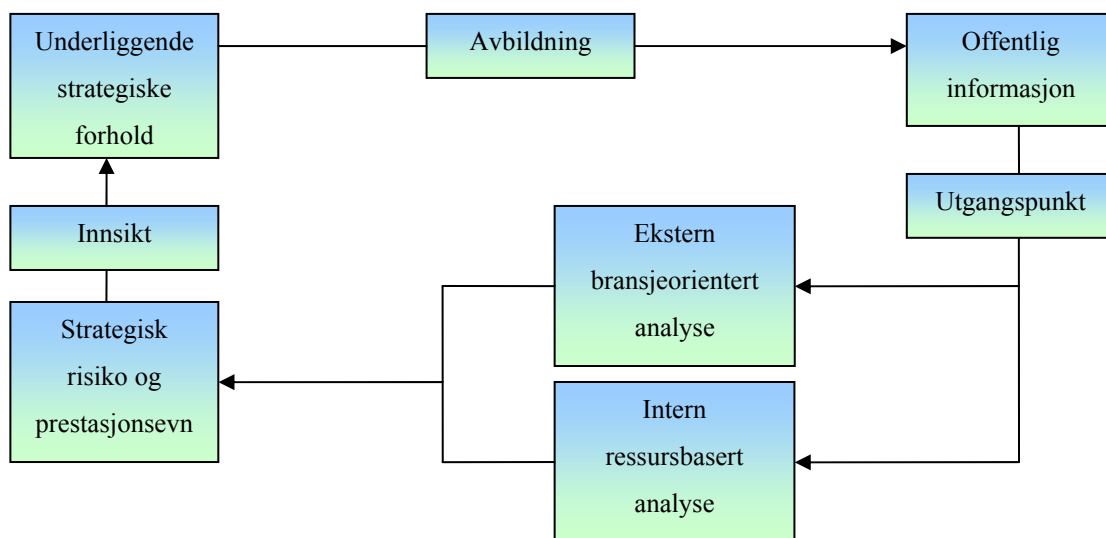 Underliggende
strategiske
forhold
Avbildning
Offentlig
informasjon
Utgangspunkt
Ekstern
bransjeorientert
analyse
Intern
ressursbasert
analyse
Strategisk
risiko og
prestasjonsevn
Innsikt